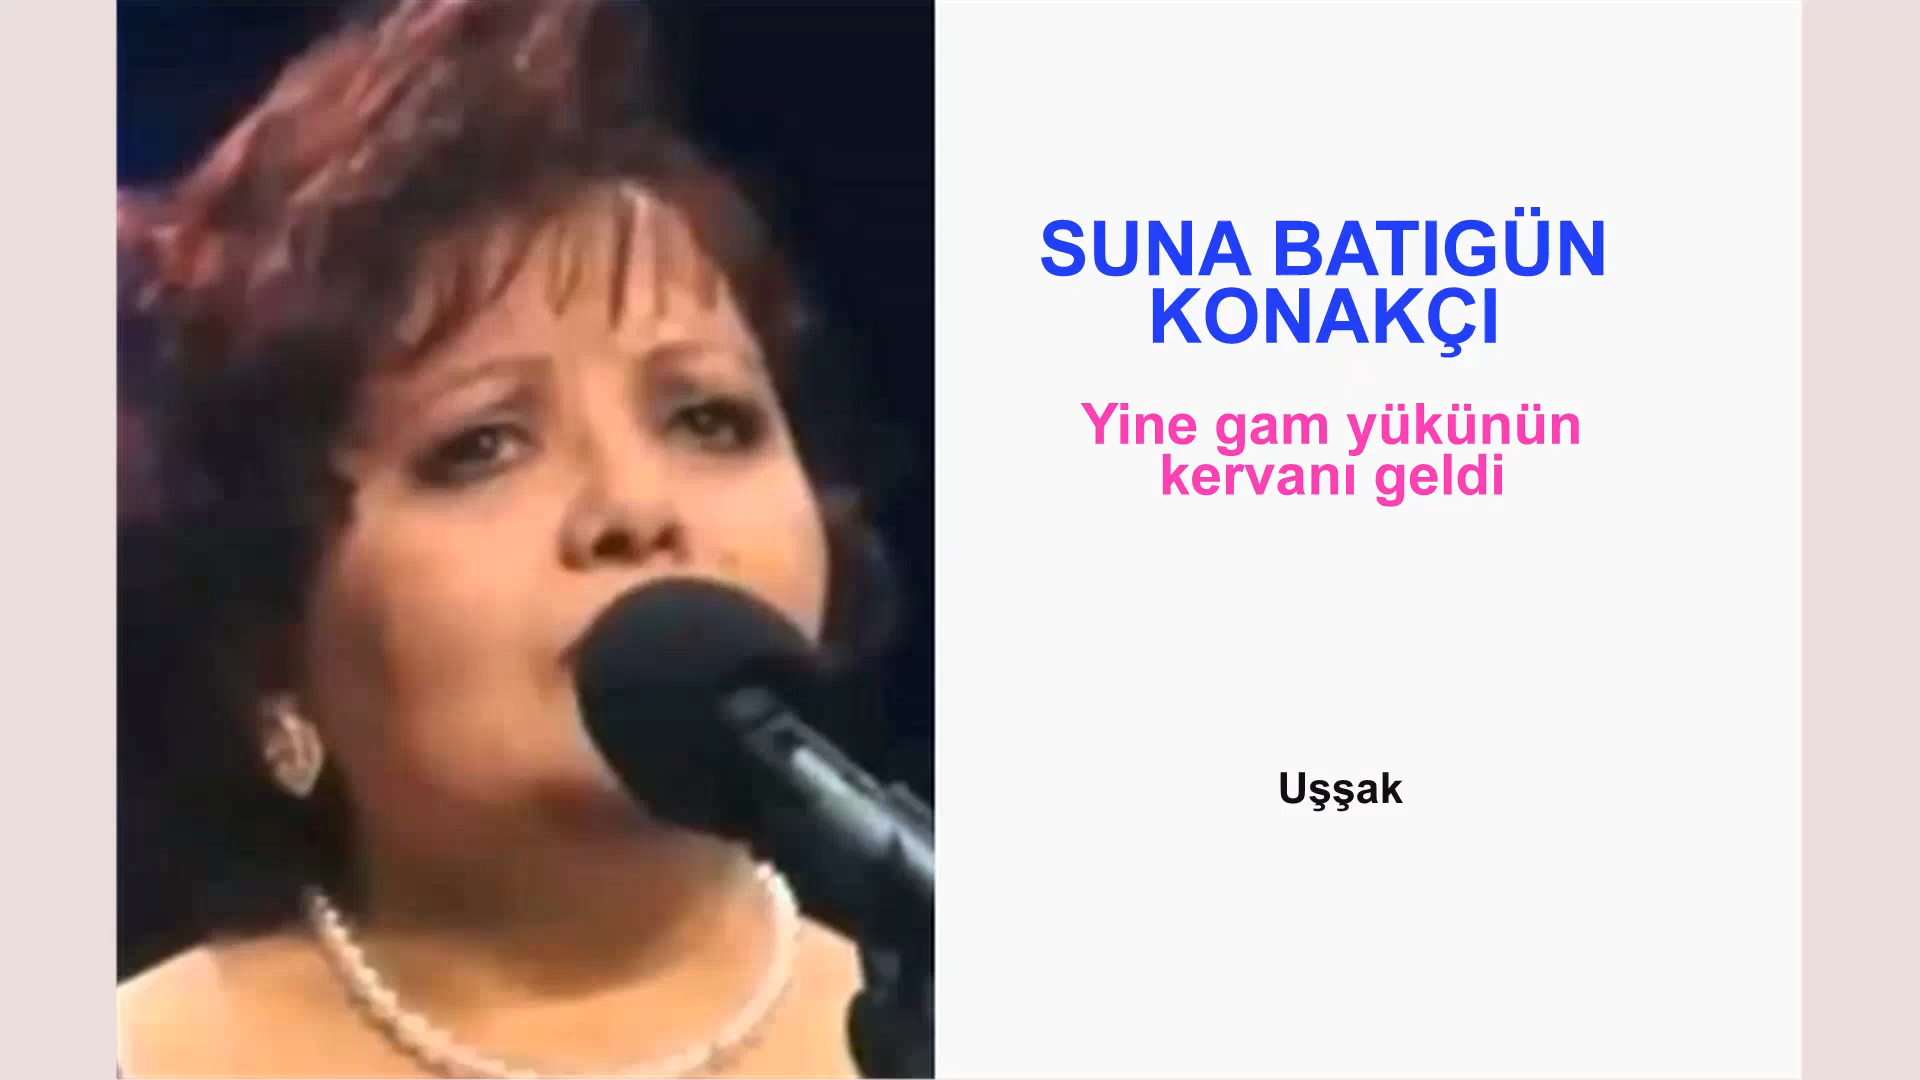 SUNA BATIGÜN
KONAKÇI
Yine gam yükünün
kervanı geldi
Uşşak